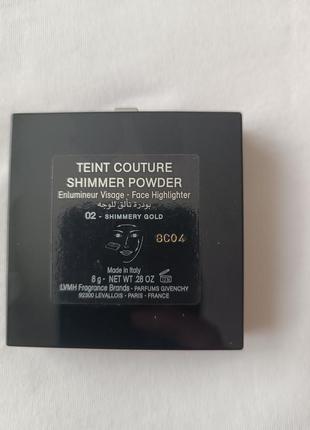 TEINT COUTURE
SHIMMER POWDER
Enlumineur Visage - Face Highlighter
بودرة تألق للوجه
02 - SHIMMERY GOLD
8C04
Made in Italy
8 g - NET WT .28 OZ
LVMH Fragrance Brands - PARFUMS GIVENCHY
92300 LEVALLOIS - PARIS - FRANCE